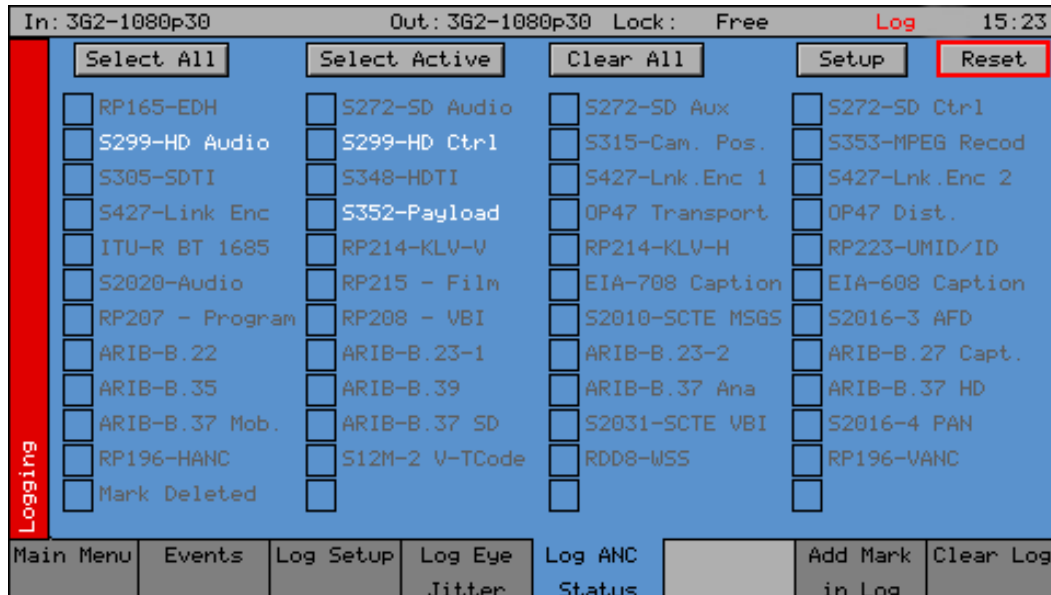 In: 3G2-1080p30 Out: 3G2-1080p30 Lock: Free Log 15:23
Select All Select Active Clear All Setup Reset
RP165-EDH S272-SD Audio S272-SD Aux S272-SD Ctrl
S299-HD Audio S299-HD Ctrl S315-Cam. Pos. S353-MPEG Recod
S305-SDTI S348-HDTI S427-Lnk.Enc 1 S427-Lnk.Enc 2
S427-Link Enc S352-Payload OP47 Transport OP47 Dist.
ITU-R BT 1685 RP214-KLV-V RP214-KLV-H RP223-UMID/ID
S2020-Audio RP215 - Film EIA-708 Caption EIA-608 Caption
RP207 - Program RP208 - VBI S2010-SCTE MSGS S2016-3 AFD
ARIB-B.22 ARIB-B.23-1 ARIB-B.23-2 ARIB-B.27 Capt.
ARIB-B.35 ARIB-B.39 ARIB-B.37 Ana ARIB-B.37 HD
ARIB-B.37 Mob. ARIB-B.37 SD S2031-SCTE VBI S2016-4 PAN
RP196-HANC S12M-2 V-TCode RDD8-WSS RP196-VANC
Mark Deleted
Logging
Main Menu Events Log Setup Log Eye Log ANC Add Mark Clear Log
Jitter Status in Log